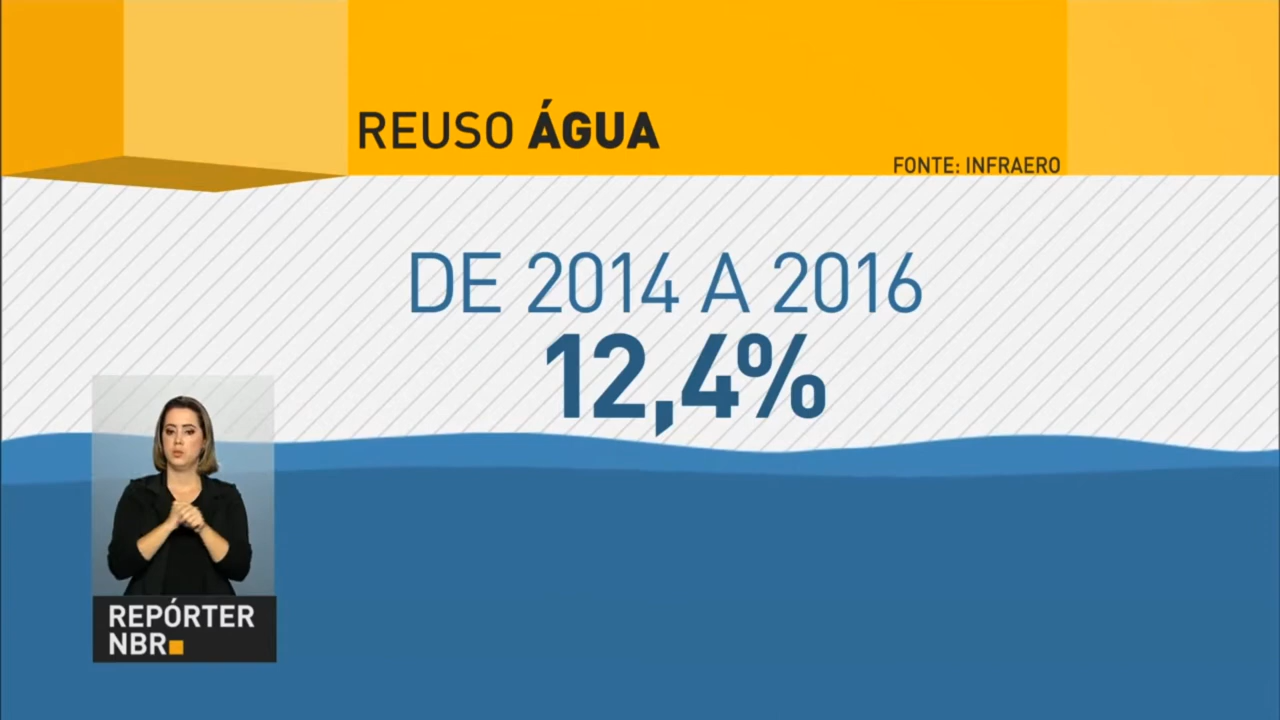 REUSO ÁGUA
FONTE: INFRAERO
DE 2014 A 2016
12,4%
REPÓRTER
NBR